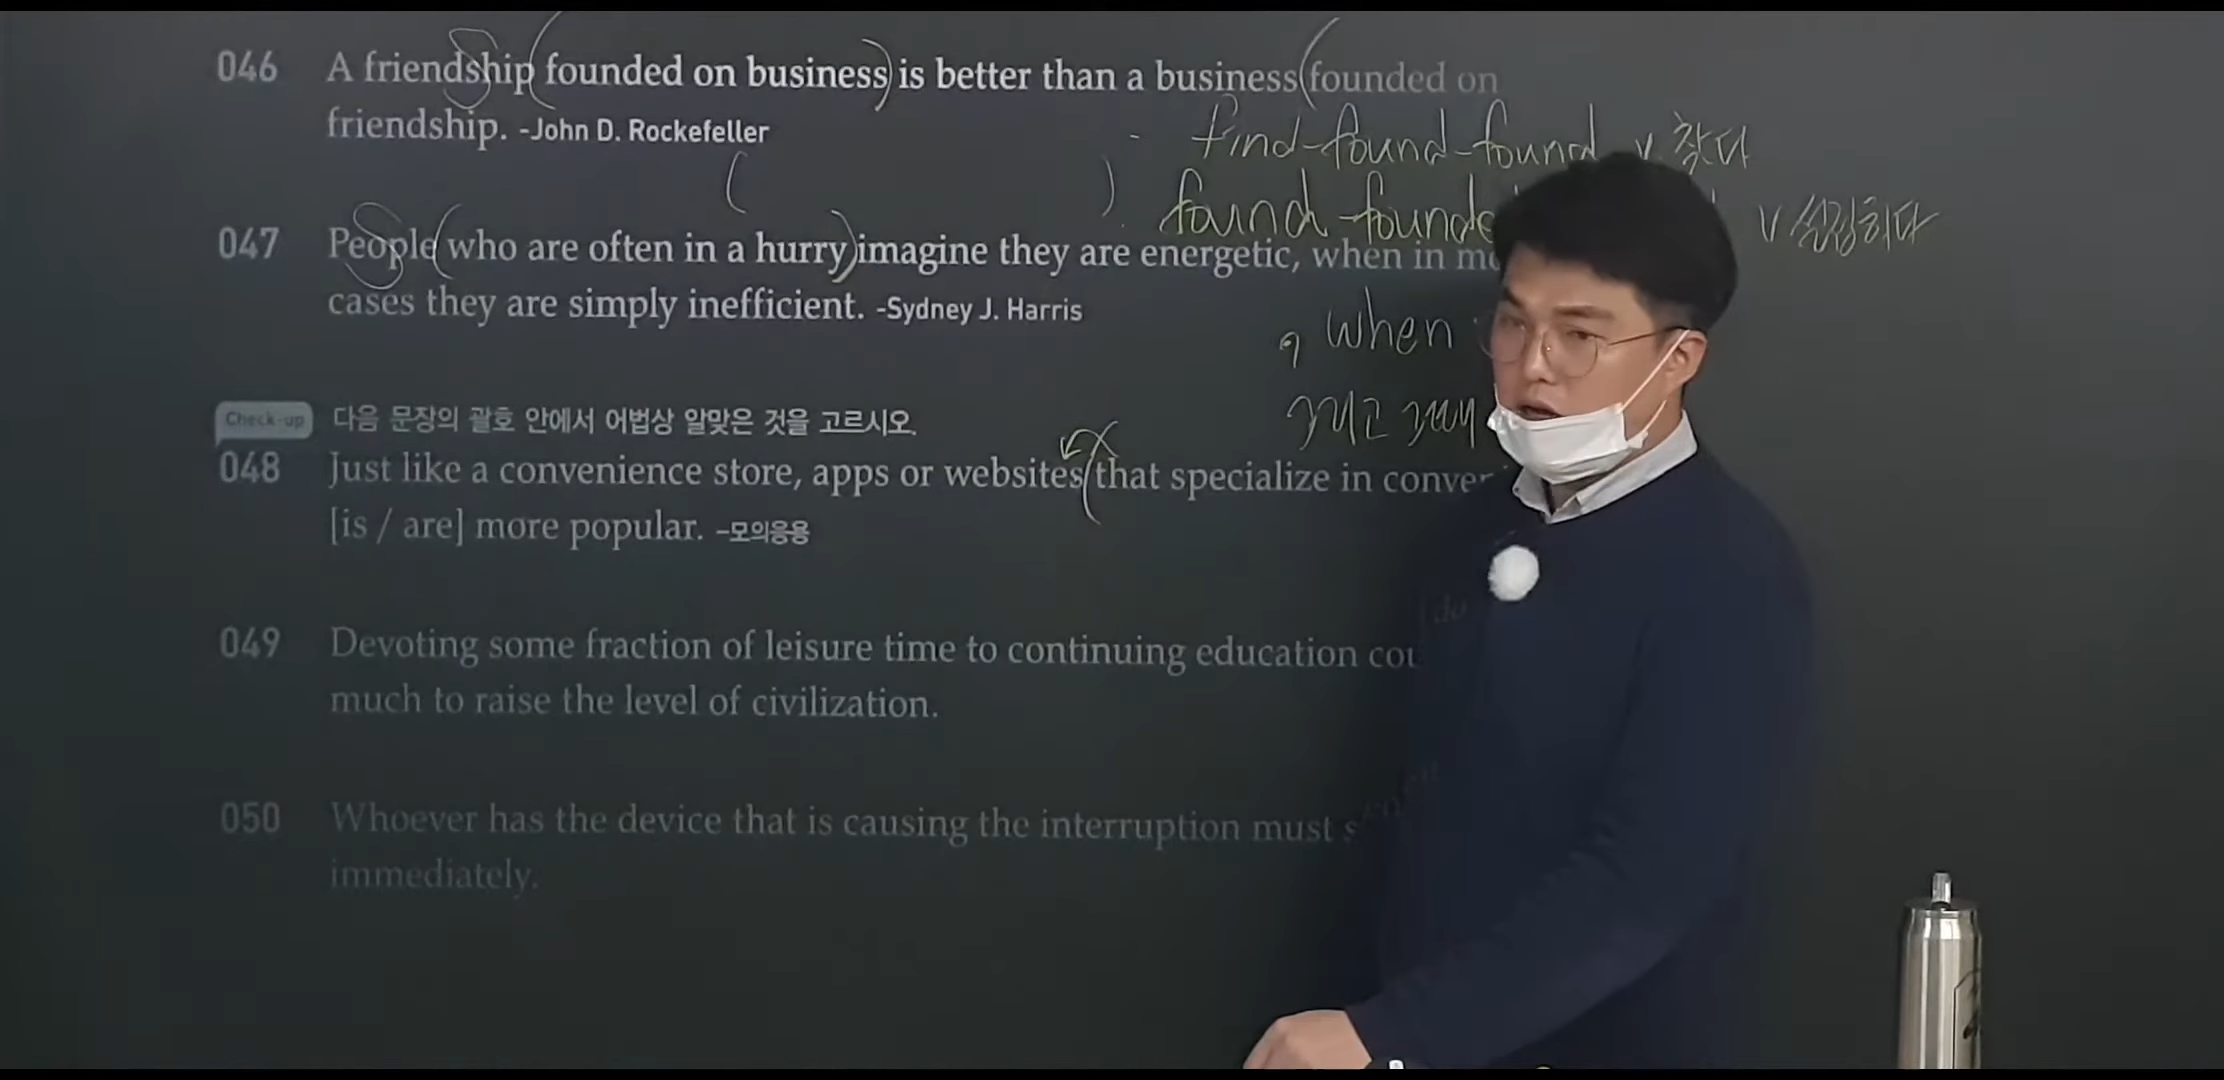 046 A friendship founded on business is better than a business founded on
friendship. -John D. Rockefeller
find-found-found v. 찾다
found-founde v 설립하다
047 People who are often in a hurry imagine they are energetic, when in
cases they are simply inefficient. -Sydney J. Harris
, when
그리고 그때
Check-up 다음 문장의 괄호 안에서 어법상 알맞은 것을 고르시오.
048 Just like a convenience store, apps or websites that specialize in
[is / are] more popular. -모의응용
049 Devoting some fraction of leisure time to continuing education
do
much to raise the level of civilization.
050 Whoever has the device that is causing the interruption must
immediately.